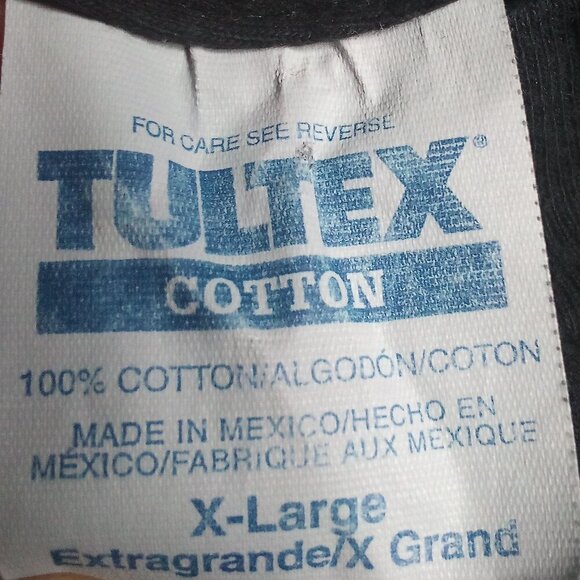 FOR CARE SEE REVERSE
TULTEX®
COTTON
100% COTTON/ALGODÓN/COTON
MADE IN MEXICO/HECHO EN
MÉXICO/FABRIQUE AUX MEXIQUE
X-Large
Extragrande/X Grand